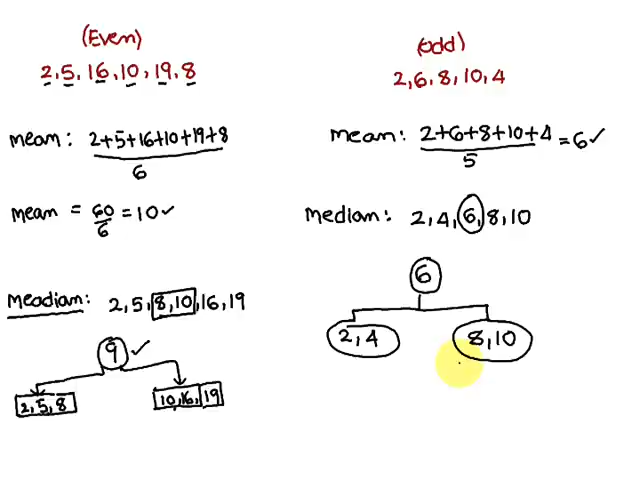 (Even)
2,5,16,10,19,8
mean: 2+5+16+10+19+8
6
mean = 60/6 = 10 ✓
meadian: 2,5,8,10,16,19
9 ✓
2,5,8
10,16,19
(odd)
2,6,8,10,4
mean: 2+6+8+10+4 = 6 ✓
5
median: 2,4,6,8,10
6
2,4
8,10